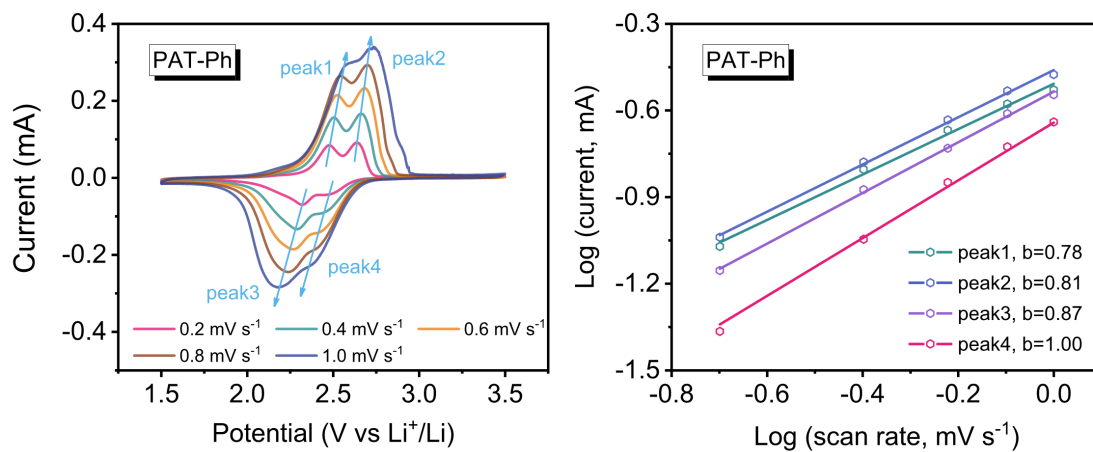 PAT-Ph
peak1
peak2
peak3
peak4
0.4
0.2
0.0
-0.2
-0.4
Current (mA)
0.2 mV s⁻¹
0.4 mV s⁻¹
0.6 mV s⁻¹
0.8 mV s⁻¹
1.0 mV s⁻¹
1.5
2.0
2.5
3.0
3.5
Potential (V vs Li⁺/Li)
PAT-Ph
-0.3
-0.6
-0.9
-1.2
-1.5
Log (current, mA)
peak1, b=0.78
peak2, b=0.81
peak3, b=0.87
peak4, b=1.00
-0.8
-0.6
-0.4
-0.2
0.0
Log (scan rate, mV s⁻¹)